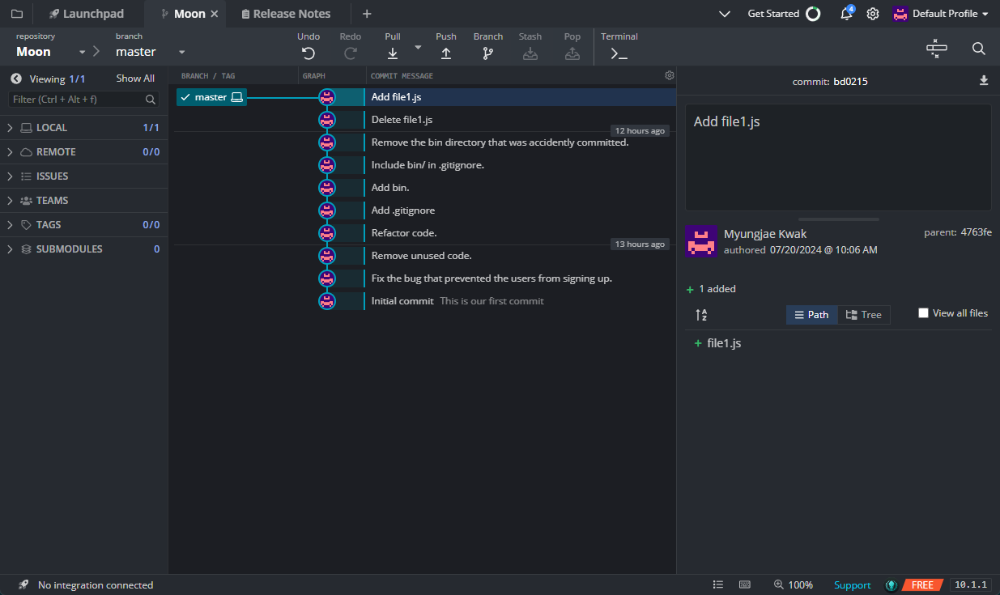 Launchpad
Moon
Release Notes
Get Started
4
Default Profile
repository
Moon
branch
master
Undo
Redo
Pull
Push
Branch
Stash
Pop
Terminal
Viewing 1/1
Show All
Filter (Ctrl + Alt + f)
LOCAL 1/1
REMOTE 0/0
ISSUES
TEAMS
TAGS 0/0
SUBMODULES 0
BRANCH / TAG
GRAPH
COMMIT MESSAGE
master
Add file1.js
Delete file1.js
12 hours ago
Remove the bin directory that was accidently committed.
Include bin/ in .gitignore.
Add bin.
Add .gitignore
Refactor code.
13 hours ago
Remove unused code.
Fix the bug that prevented the users from signing up.
Initial commit This is our first commit
commit: bd0215
Add file1.js
Myungjae Kwak
parent: 4763fe
authored 07/20/2024 @ 10:06 AM
+ 1 added
A
Z
Path
Tree
View all files
+ file1.js
No integration connected
100%
Support
FREE
10.1.1